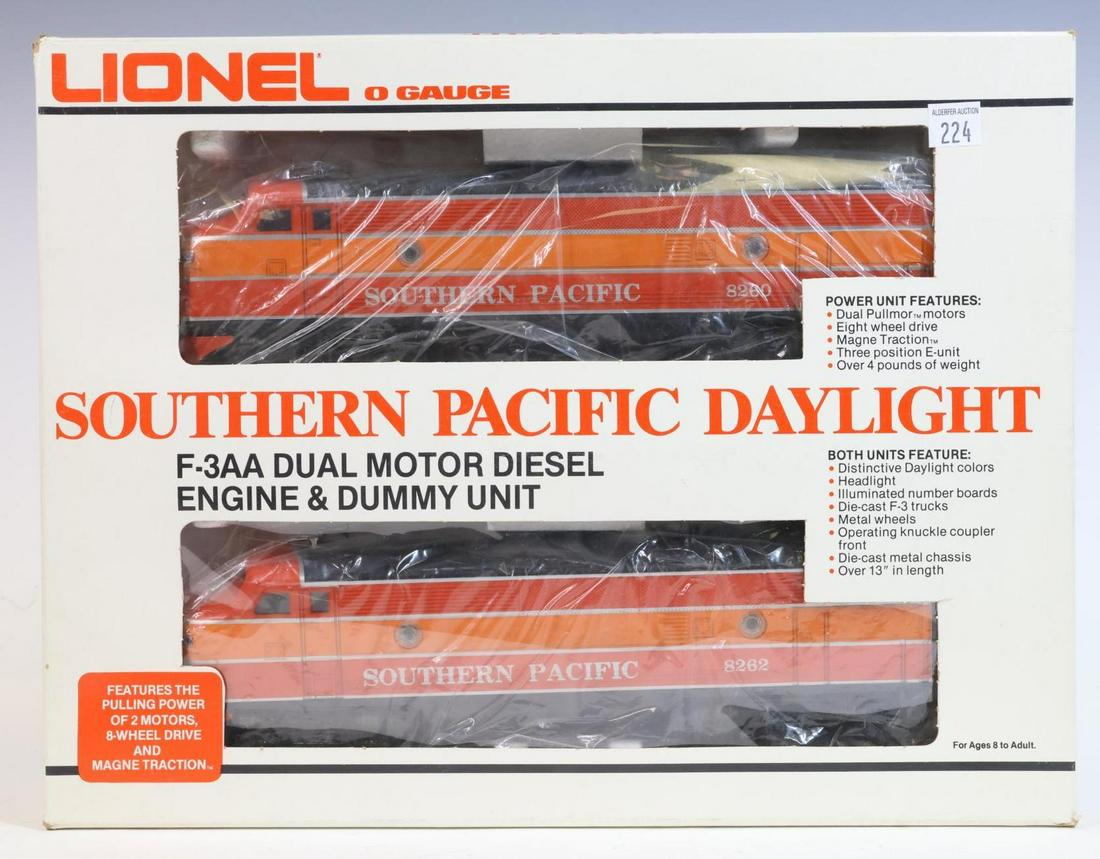 LIONEL
O GAUGE
ALDERFER AUCTION
224
SOUTHERN PACIFIC 8260
POWER UNIT FEATURES:
• Dual Pullmor™ motors
• Eight wheel drive
• Magne Traction™
• Three position E-unit
• Over 4 pounds of weight
SOUTHERN PACIFIC DAYLIGHT
F-3AA DUAL MOTOR DIESEL
ENGINE & DUMMY UNIT
BOTH UNITS FEATURE:
• Distinctive Daylight colors
• Headlight
• Illuminated number boards
• Die-cast F-3 trucks
• Metal wheels
• Operating knuckle coupler
front
• Die-cast metal chassis
• Over 13" in length
SOUTHERN PACIFIC 8262
FEATURES THE
PULLING POWER
OF 2 MOTORS,
8-WHEEL DRIVE
AND
MAGNE TRACTION™
For Ages 8 to Adult.